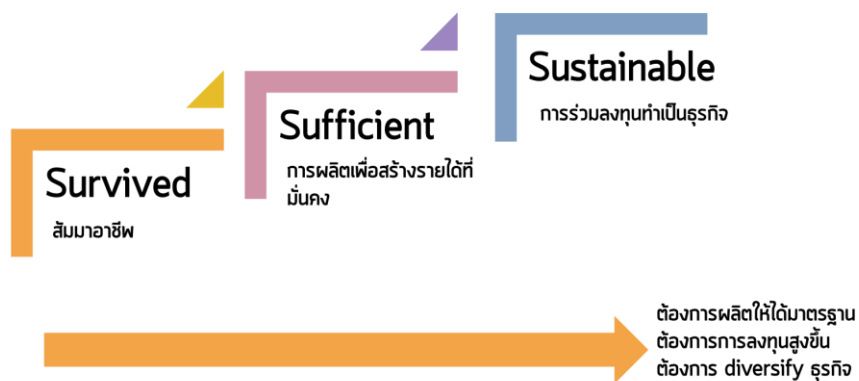 Survived
สัมมาอาชีพ
Sufficient
การผลิตเพื่อสร้างรายได้ที่
มั่นคง
Sustainable
การร่วมลงทุนทำเป็นธุรกิจ
ต้องการผลิตให้ได้มาตรฐาน
ต้องการการลงทุนสูงขึ้น
ต้องการ diversify ธุรกิจ